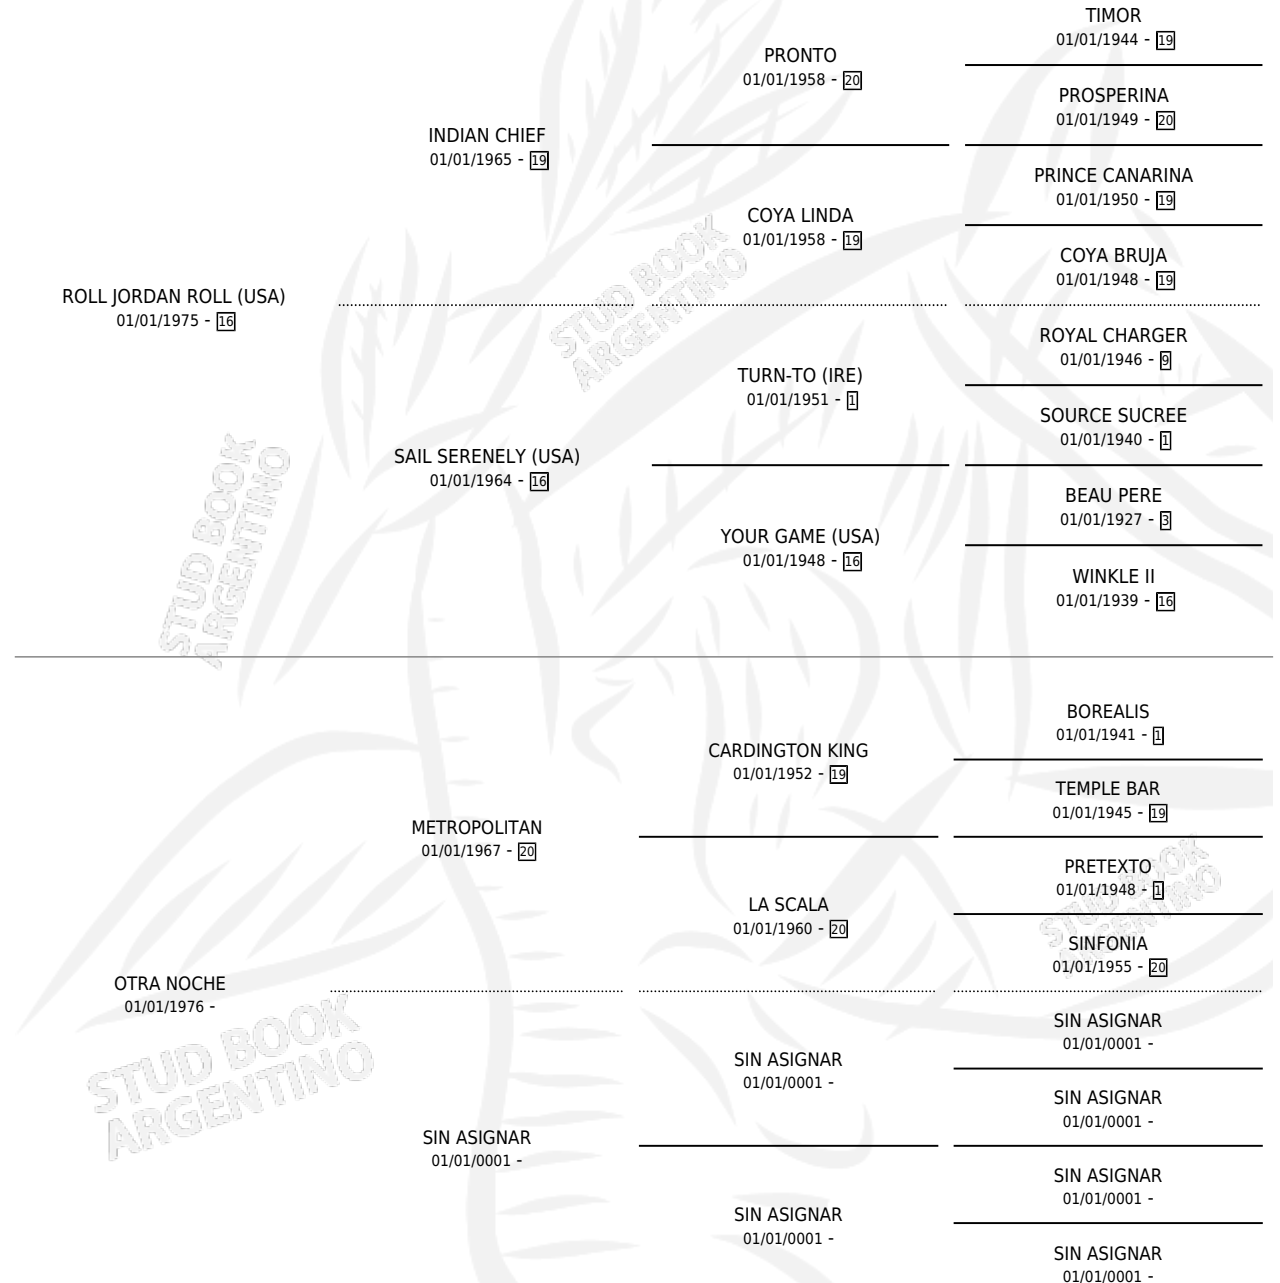 TIMOR
01/01/1944 - 19
PRONTO
01/01/1958 - 20
PROSPERINA
01/01/1949 - 20
INDIAN CHIEF
01/01/1965 - 19
PRINCE CANARINA
01/01/1950 - 19
COYA LINDA
01/01/1958 - 19
COYA BRUJA
01/01/1948 - 19
ROLL JORDAN ROLL (USA)
01/01/1975 - 16
ROYAL CHARGER
01/01/1946 - 9
TURN-TO (IRE)
01/01/1951 - 1
SOURCE SUCREE
01/01/1940 - 1
SAIL SERENELY (USA)
01/01/1964 - 16
BEAU PERE
01/01/1927 - 3
YOUR GAME (USA)
01/01/1948 - 16
WINKLE II
01/01/1939 - 16
STUD BOOK
ARGENTINO
STUD BOOK
ARGENTINO
BOREALIS
01/01/1941 - 1
CARDINGTON KING
01/01/1952 - 19
TEMPLE BAR
01/01/1945 - 19
METROPOLITAN
01/01/1967 - 20
PRETEXTO
01/01/1948 - 1
LA SCALA
01/01/1960 - 20
SINFONIA
01/01/1955 - 20
STUD BOOK
ARGENTINO
OTRA NOCHE
01/01/1976 -
SIN ASIGNAR
01/01/0001 -
SIN ASIGNAR
01/01/0001 -
SIN ASIGNAR
01/01/0001 -
SIN ASIGNAR
01/01/0001 -
SIN ASIGNAR
01/01/0001 -
SIN ASIGNAR
01/01/0001 -
SIN ASIGNAR
01/01/0001 -
STUD BOOK
ARGENTINO